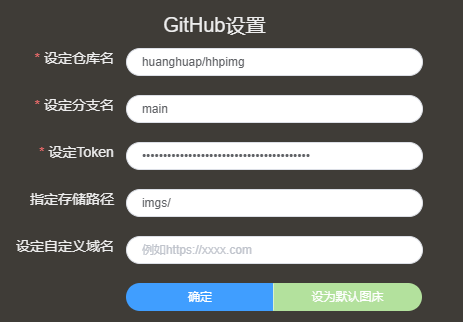 GitHub设置
* 设定仓库名 huanghuap/hhpimg
* 设定分支名 main
* 设定Token ••••••••••••••••••••••••••••••••••••••••
指定存储路径 imgs/
设定自定义域名 例如https://xxxx.com
确定 设为默认图床